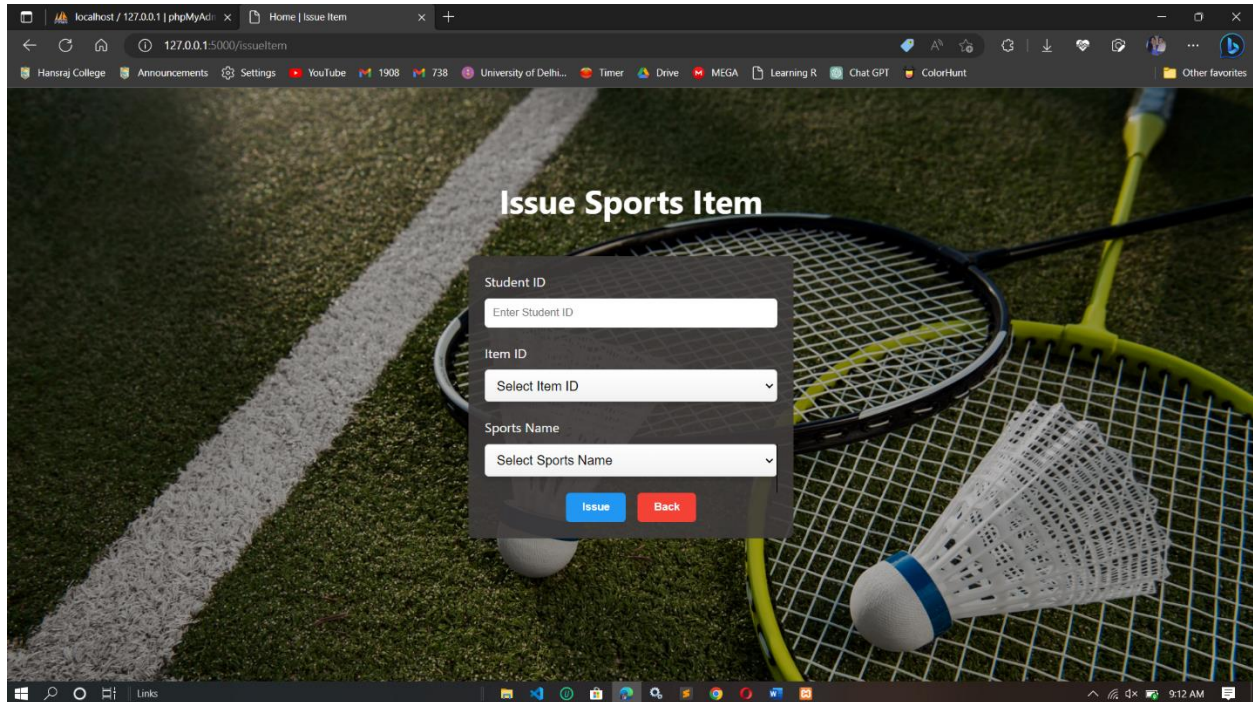 localhost / 127.0.0.1 | phpMyAdn
Home | Issue Item
127.0.0.1:5000/issueItem
Hansraj College Announcements Settings YouTube 1908 738 University of Delhi... Timer Drive MEGA Learning R Chat GPT ColorHunt Other favorites
Issue Sports Item
Student ID
Enter Student ID
Item ID
Select Item ID
Sports Name
Select Sports Name
Issue Back
Links 9:12 AM